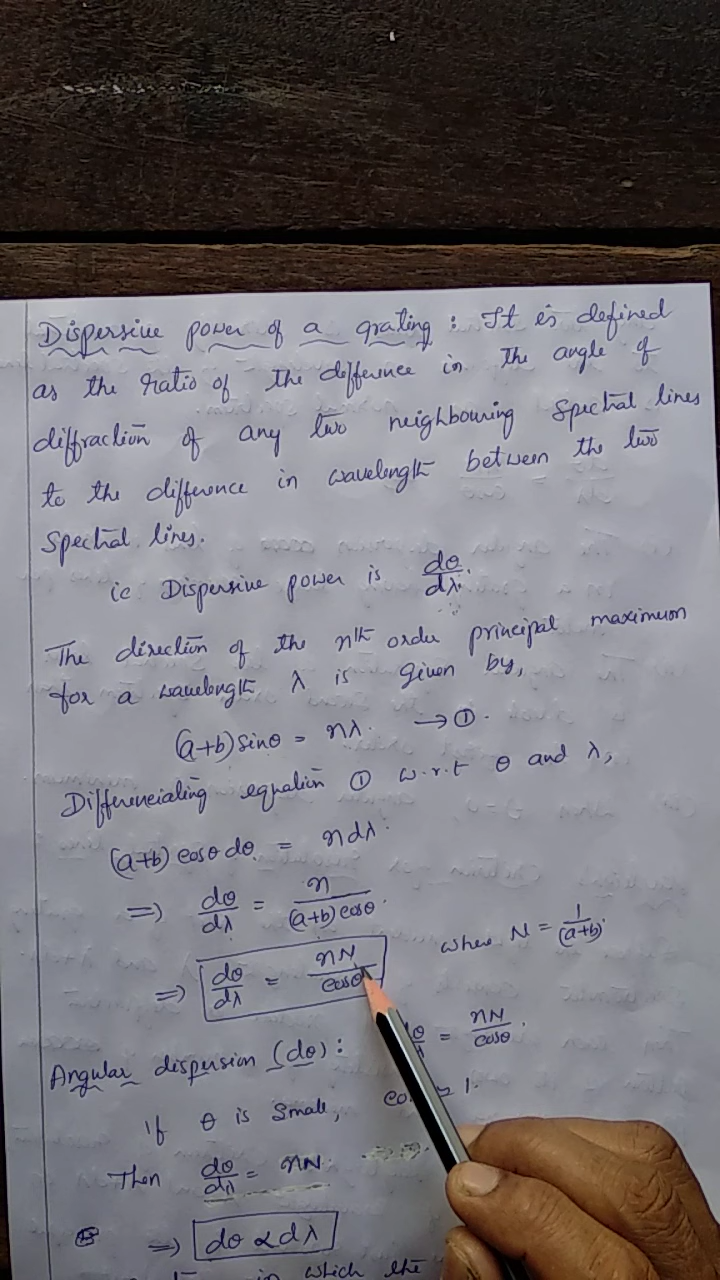 Dispersive power of a grating : It is defined
as the ratio of the difference in the angle of
diffraction of any two neighbouring Spectral lines
to the difference in wavelength between the two
Spectral lines.
ie Dispersive power is dθ/dλ.
The direction of the nth order principal maximum
for a wavelength λ is given by,
(a+b) sinθ = nλ. → ①.
Differenciating equation ① w.r.t θ and λ,
(a+b) cosθ dθ = n dλ.
⇒ dθ/dλ = n/(a+b)cosθ.
⇒ dθ/dλ = nN/cosθ where N = 1/(a+b).
Angular dispersion (dθ) : = nN/cosθ.
If θ is small, 1.
Then dθ/dλ = nN.
⇒ dθ ∝ dλ
in which the